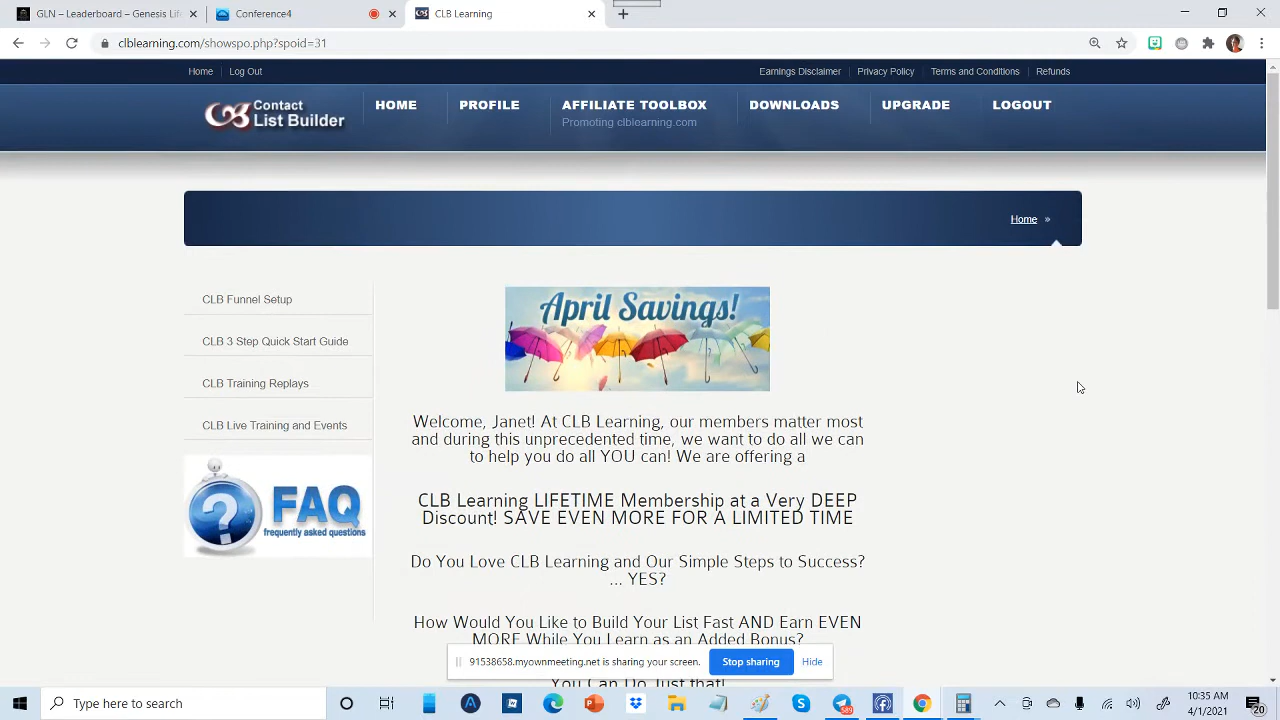 GLN – Leaderboard – Genesis Lif
Conference4
CLB Learning
clblearning.com/showspo.php?spoid=31
Home
Log Out
Earnings Disclaimer
Privacy Policy
Terms and Conditions
Refunds
CLB Contact List Builder
HOME
PROFILE
AFFILIATE TOOLBOX
DOWNLOADS
UPGRADE
LOGOUT
Promoting clblearning.com
Home »
CLB Funnel Setup
CLB 3 Step Quick Start Guide
CLB Training Replays
CLB Live Training and Events
? FAQ
frequently asked questions
April Savings!
Welcome, Janet! At CLB Learning, our members matter most
and during this unprecedented time, we want to do all we can
to help you do all YOU can! We are offering a
CLB Learning LIFETIME Membership at a Very DEEP
Discount! SAVE EVEN MORE FOR A LIMITED TIME
Do You Love CLB Learning and Our Simple Steps to Success?
... YES?
How Would You Like to Build Your List Fast AND Earn EVEN
MORE While You Learn as an Added Bonus?
91538658.myownmeeting.net is sharing your screen.
Stop sharing
Hide
You Can Do Just that!
Type here to search
589
10:35 AM
4/1/2021
20